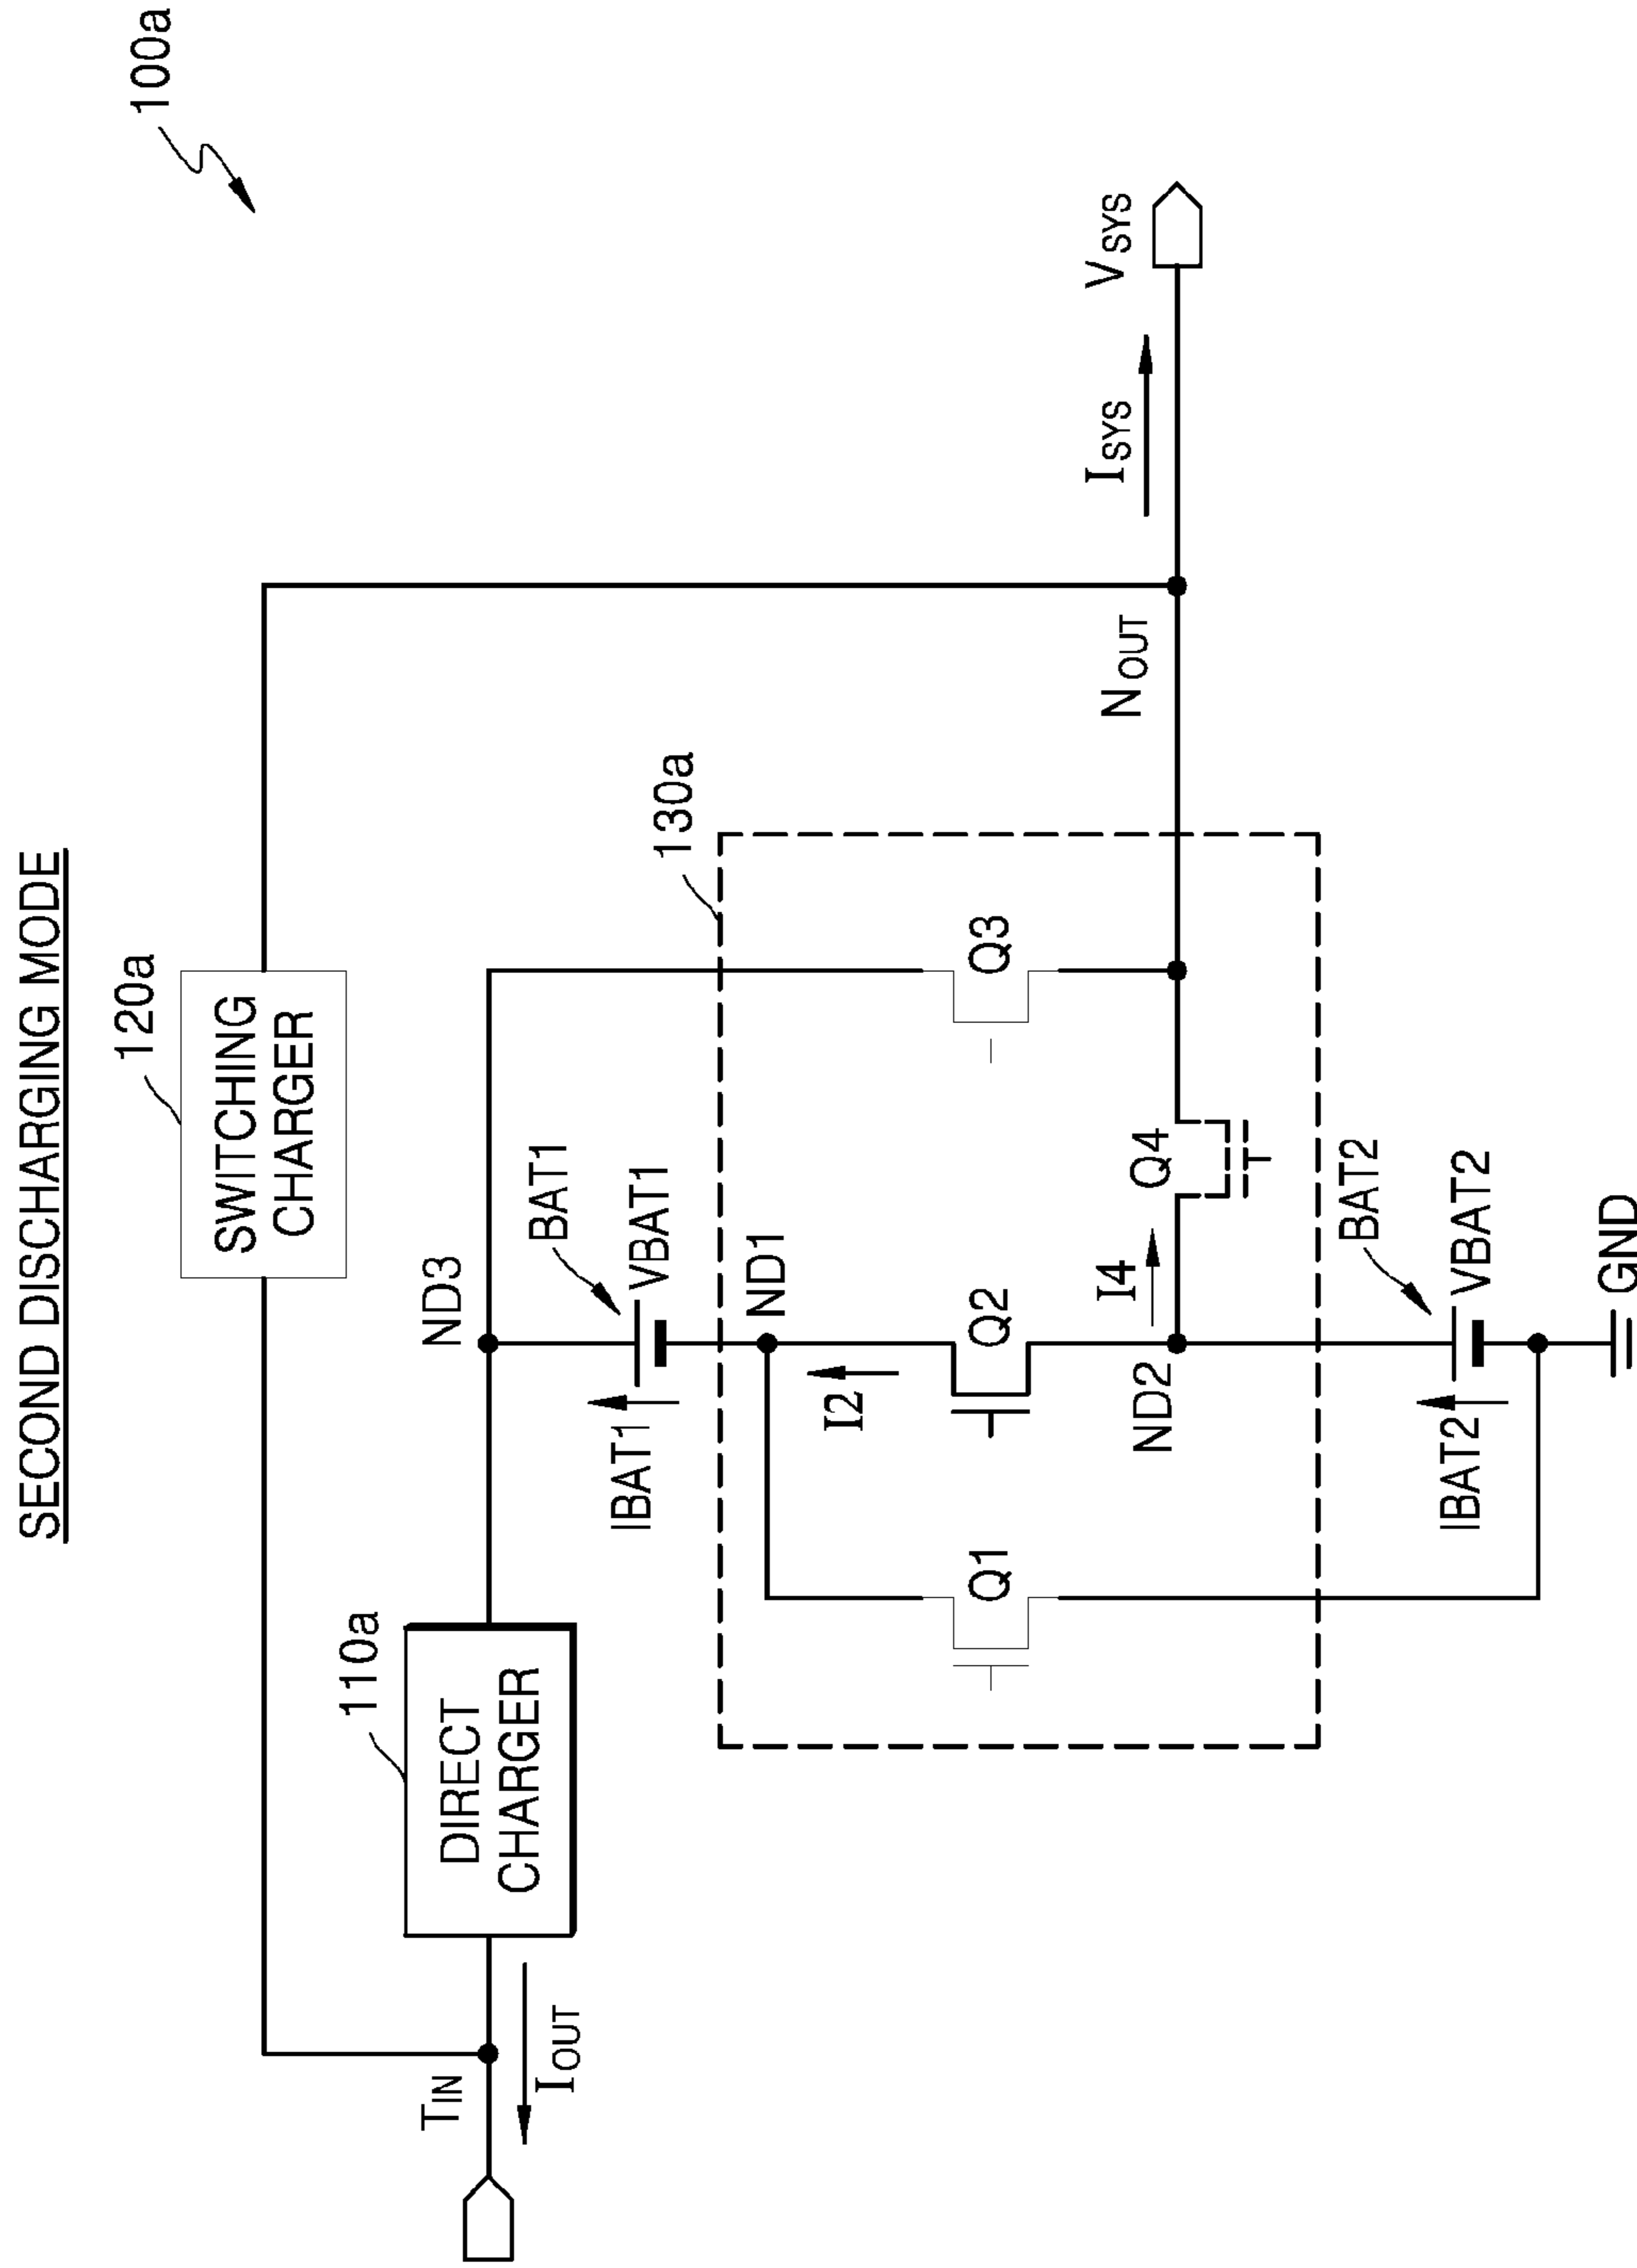 SECOND DISCHARGING MODE
100a
120a
SWITCHING
CHARGER
110a
DIRECT
CHARGER
TIN
IOUT
ND3
BAT1
VBAT1
IBAT1
ND1
130a
I2
Q1
Q2
Q3
ND2
I4
Q4
NOUT
ISYS
VSYS
BAT2
VBAT2
IBAT2
GND